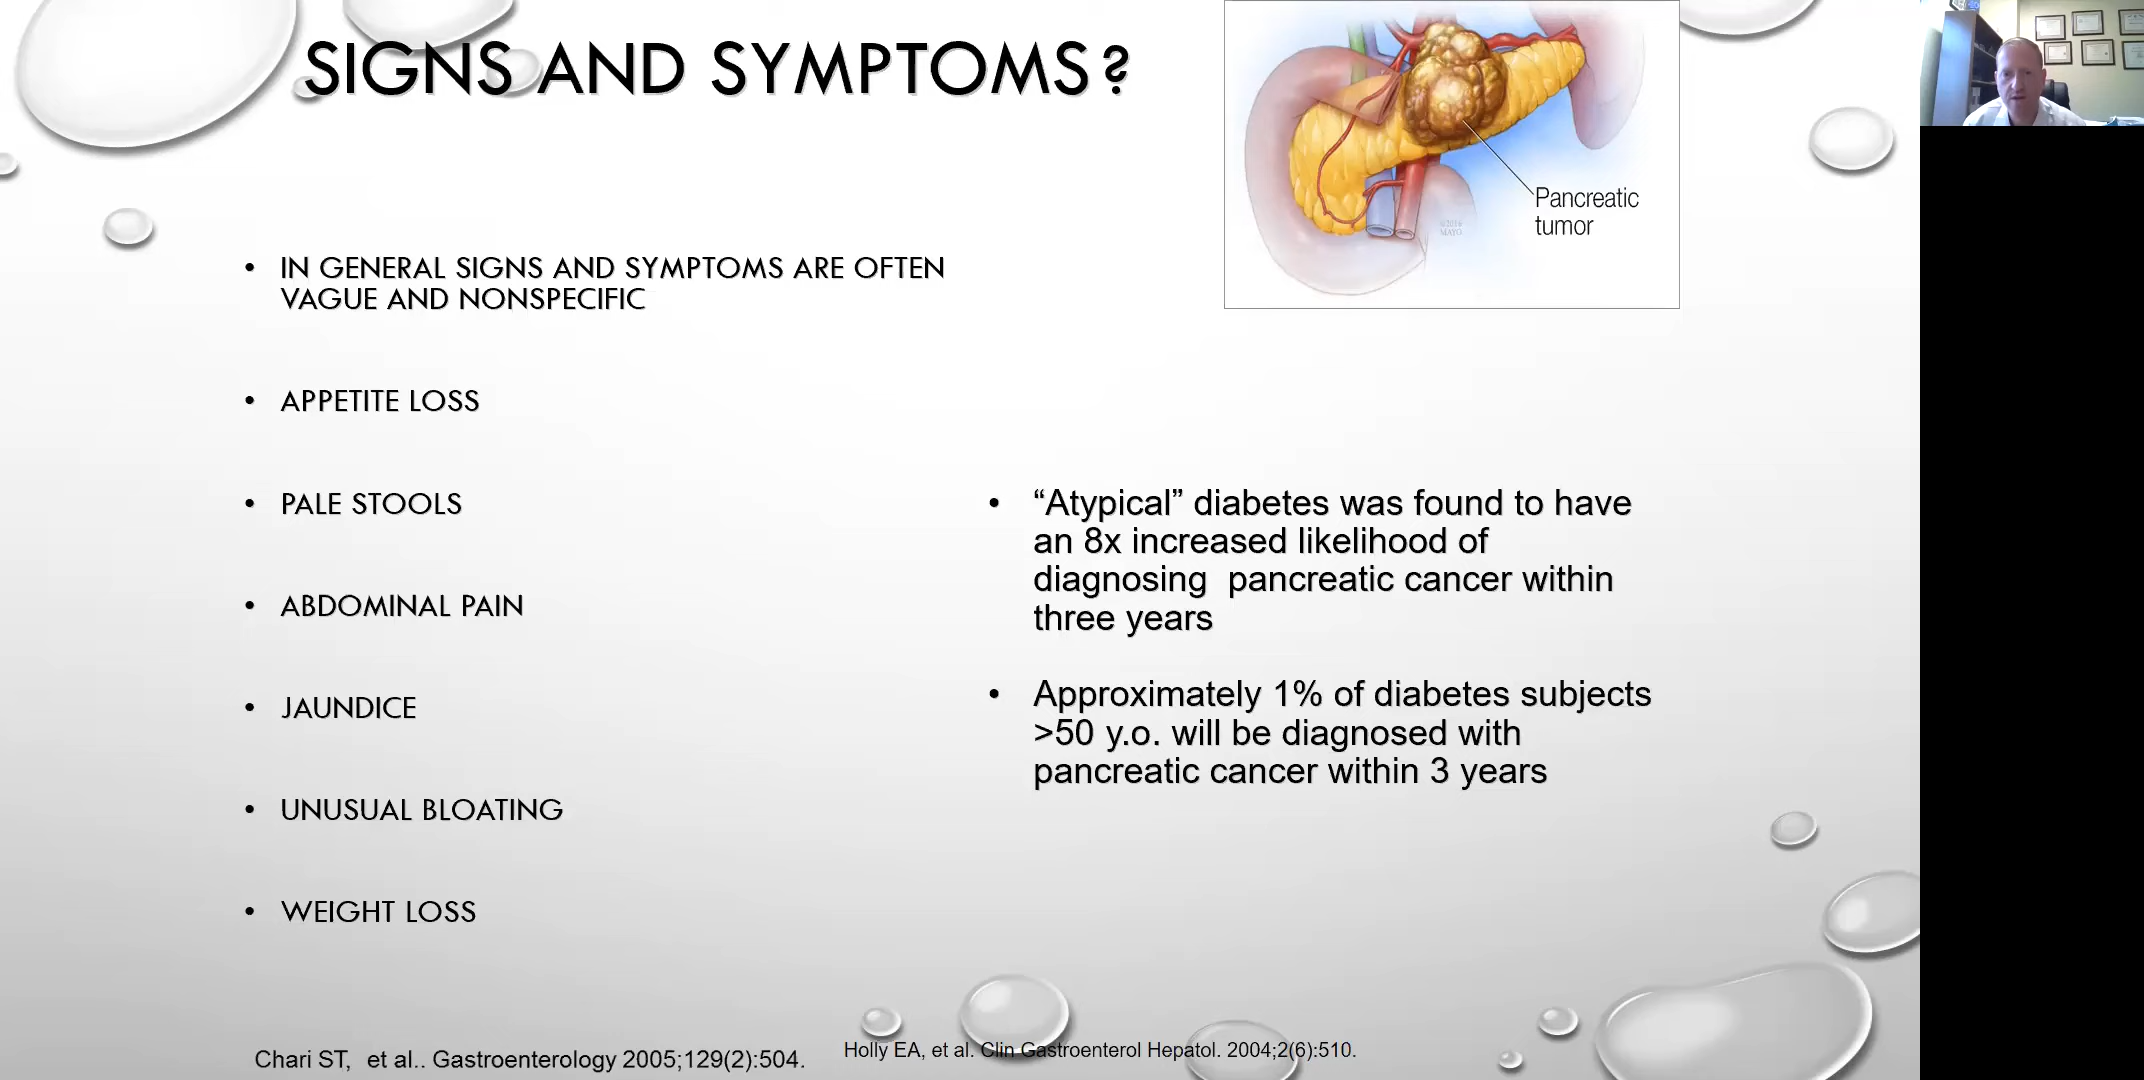 SIGNS AND SYMPTOMS?
Pancreatic
tumor
©2016
MAYO
• IN GENERAL SIGNS AND SYMPTOMS ARE OFTEN
VAGUE AND NONSPECIFIC
• APPETITE LOSS
• PALE STOOLS
• ABDOMINAL PAIN
• JAUNDICE
• UNUSUAL BLOATING
• WEIGHT LOSS
• “Atypical” diabetes was found to have
an 8x increased likelihood of
diagnosing  pancreatic cancer within
three years
• Approximately 1% of diabetes subjects
>50 y.o. will be diagnosed with
pancreatic cancer within 3 years
Chari ST,  et al.. Gastroenterology 2005;129(2):504.
Holly EA, et al. Clin Gastroenterol Hepatol. 2004;2(6):510.